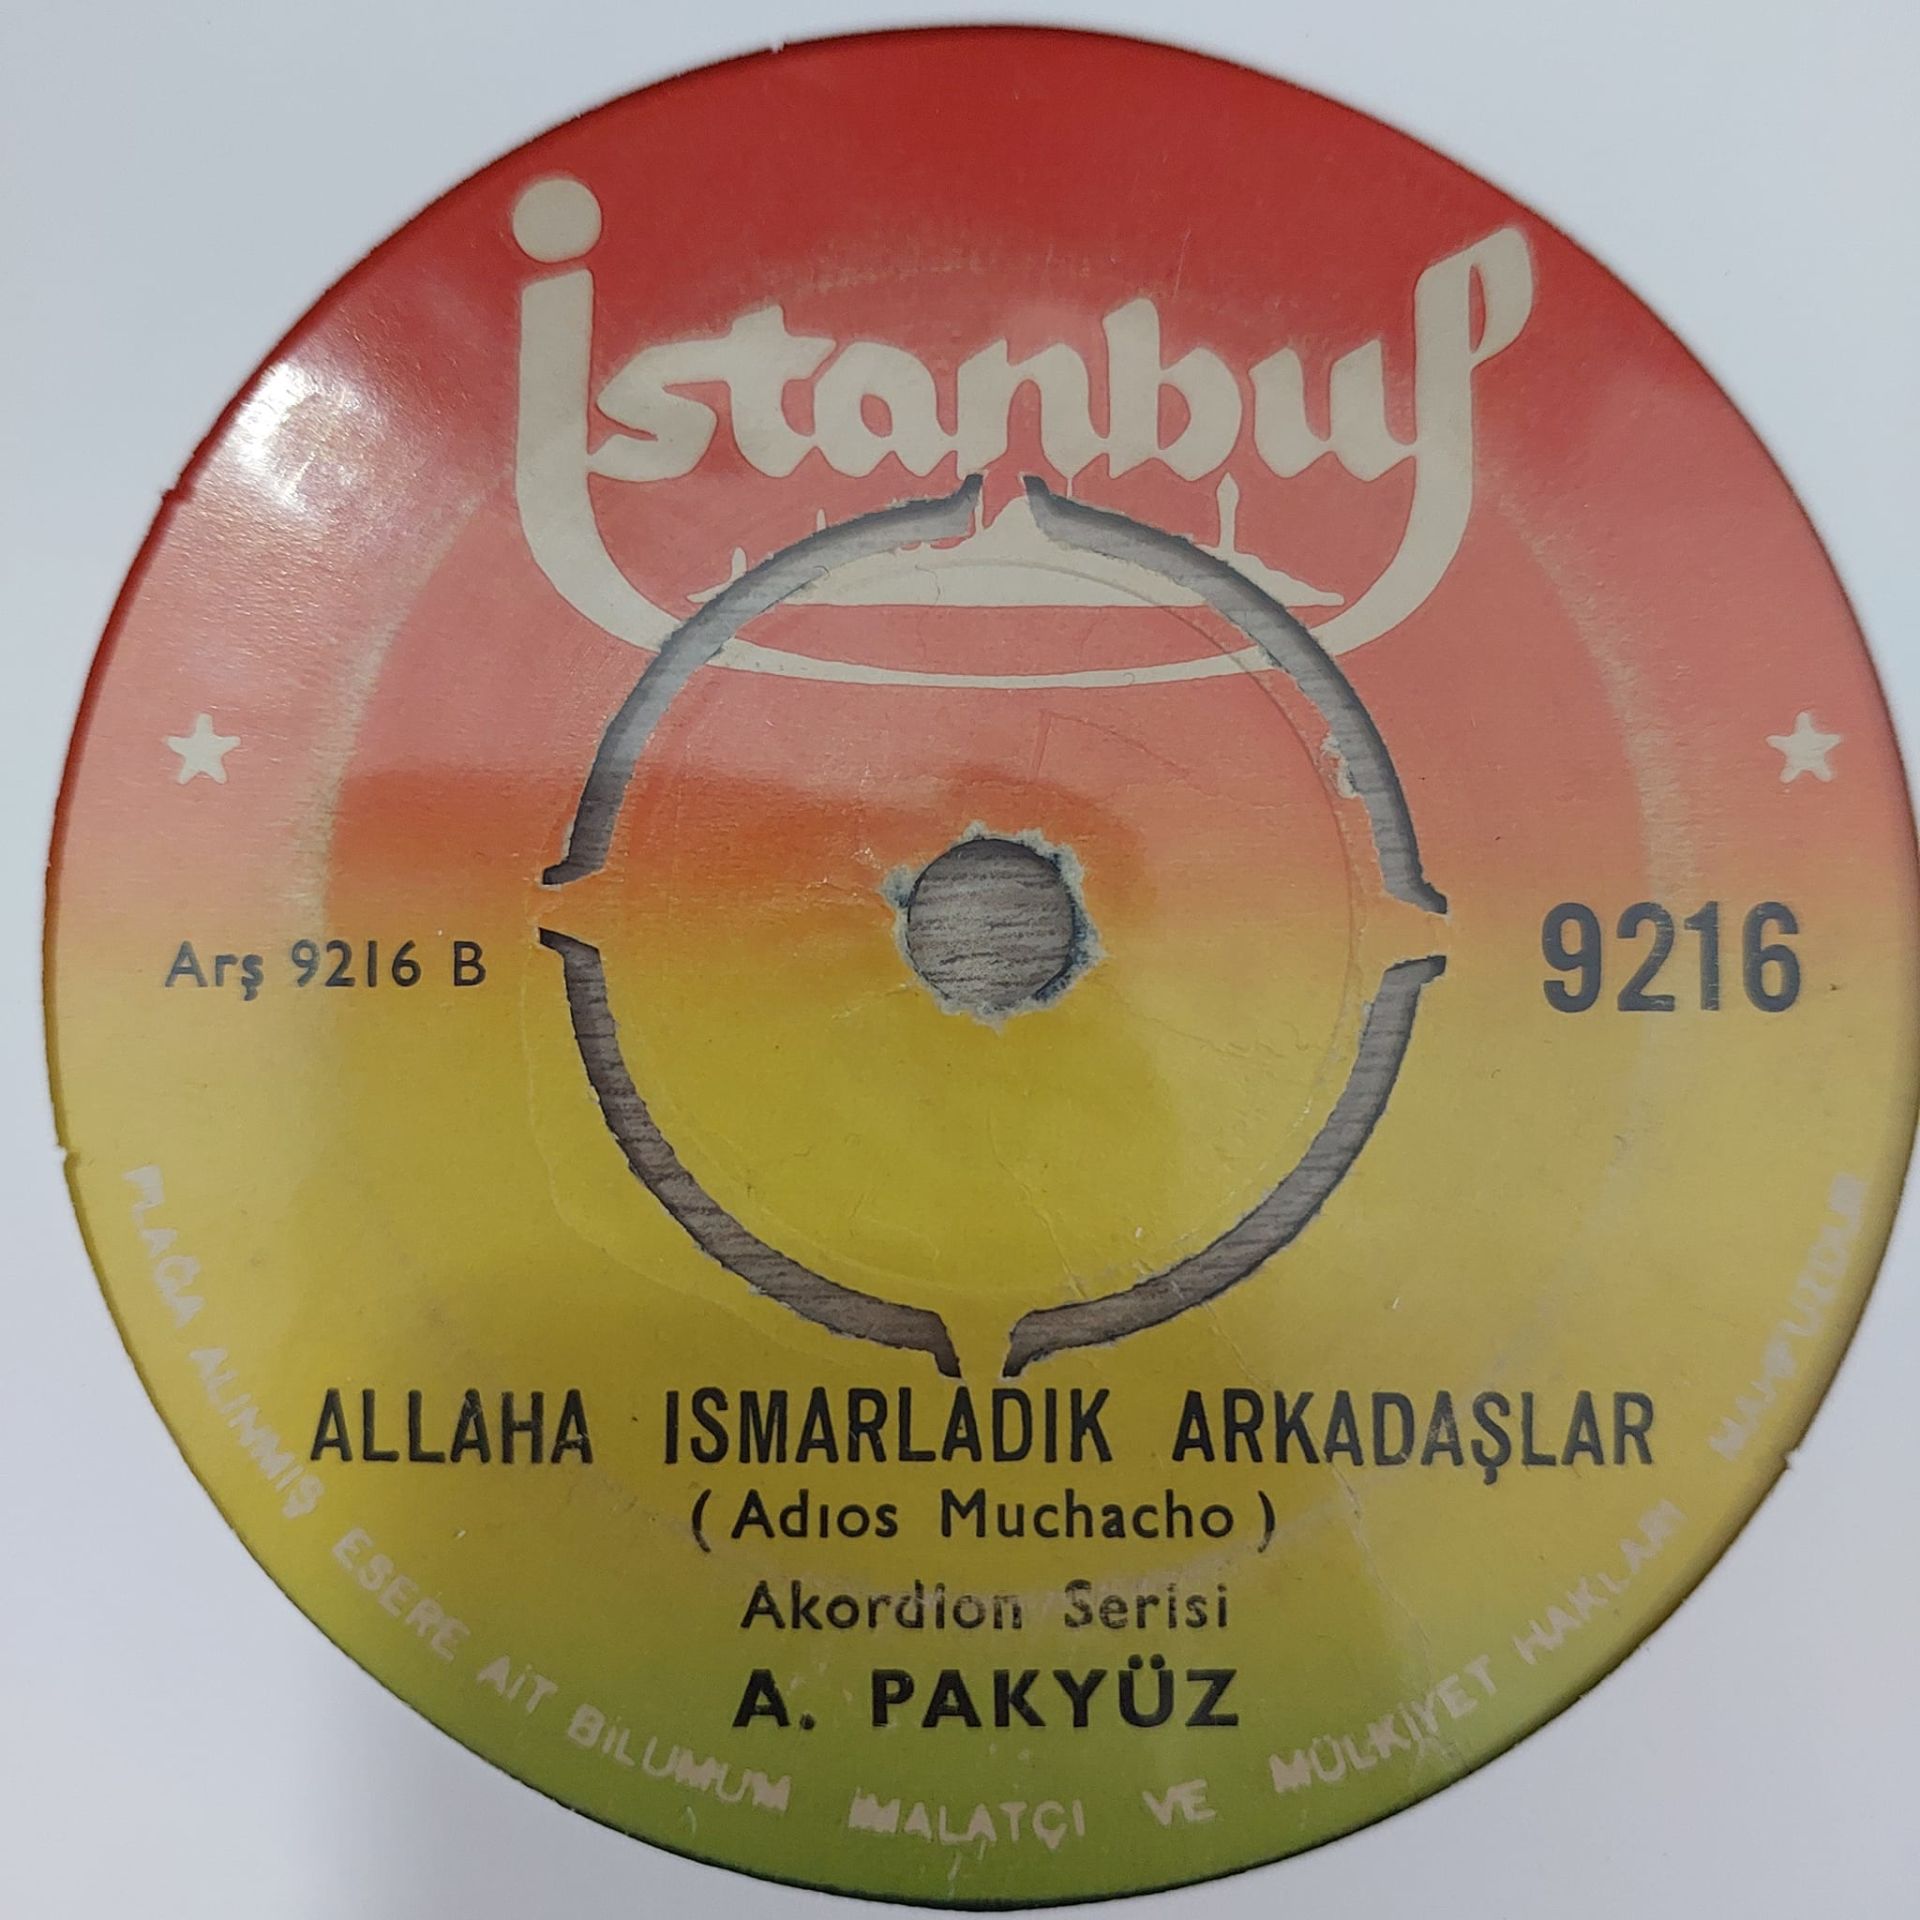 istanbul
Arş 9216 B
9216
ALLAHA ISMARLADIK ARKADAŞLAR
(Adıos Muchacho)
Akordion Serisi
A. PAKYÜZ
PLAĞA ALINMIŞ ESERE AİT BİLUMUM İMALATÇI VE MÜLKİYET HAKLARI MAHFUZDUR